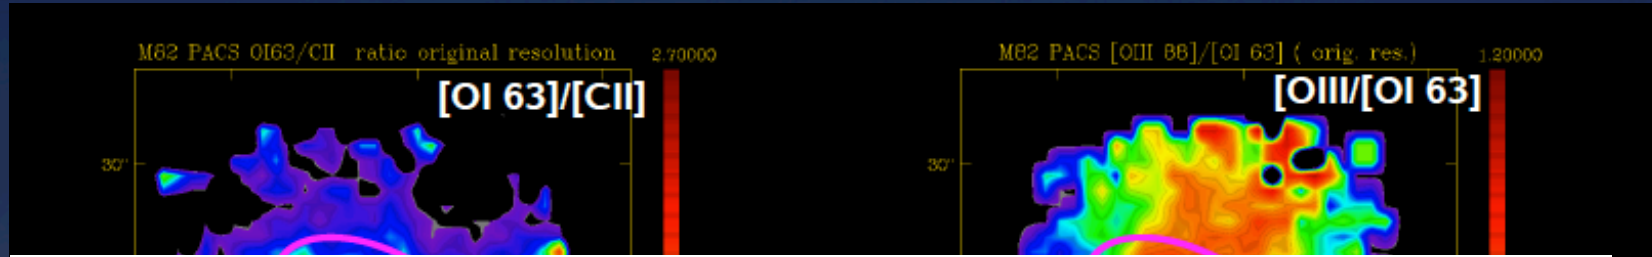 M82 PACS OI63/CII ratio original resolution
2.70000
[OI 63]/[CII]
30"
M82 PACS [OIII 88]/[OI 63] ( orig. res.)
1.20000
[OIII/[OI 63]
30"